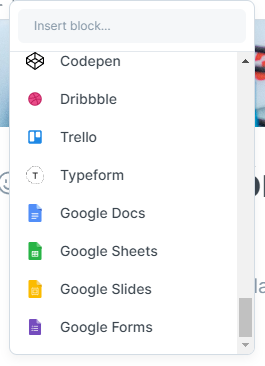 Insert block...
Codepen
Dribbble
Trello
T
Typeform
Google Docs
Google Sheets
Google Slides
Google Forms